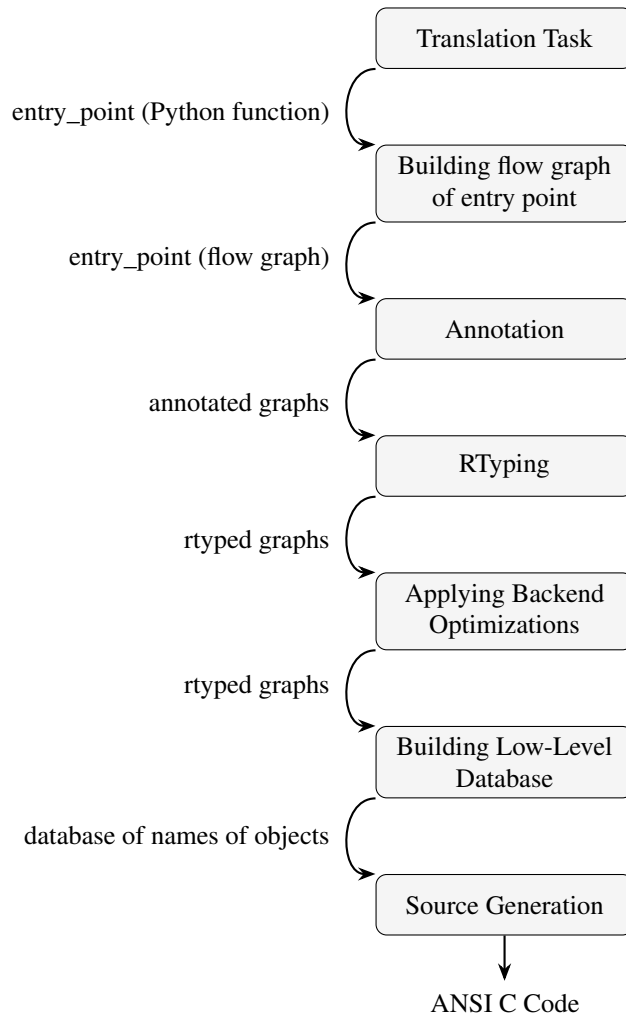 Translation Task
entry_point (Python function)
Building flow graph
of entry point
entry_point (flow graph)
Annotation
annotated graphs
RTyping
rtyped graphs
Applying Backend
Optimizations
rtyped graphs
Building Low-Level
Database
database of names of objects
Source Generation
ANSI C Code